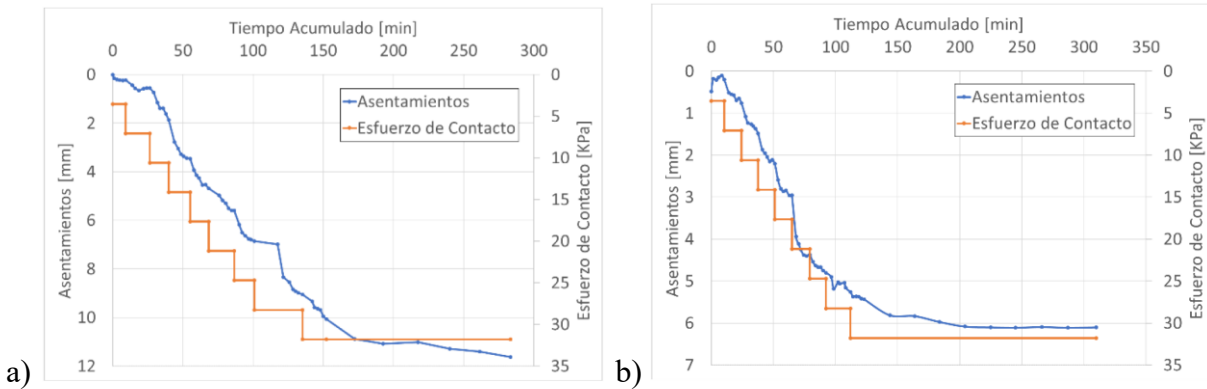 Tiempo Acumulado [min]
0 50 100 150 200 250 300
Asentamientos [mm]
0
2
4
6
8
10
12
Asentamientos
Esfuerzo de Contacto
Esfuerzo de Contacto [KPa]
0
5
10
15
20
25
30
35
a)
Tiempo Acumulado [min]
0 50 100 150 200 250 300 350
Asentamientos [mm]
0
1
2
3
4
5
6
7
Asentamientos
Esfuerzo de Contacto
Esfuerzo de Contacto [KPa]
0
5
10
15
20
25
30
35
b)